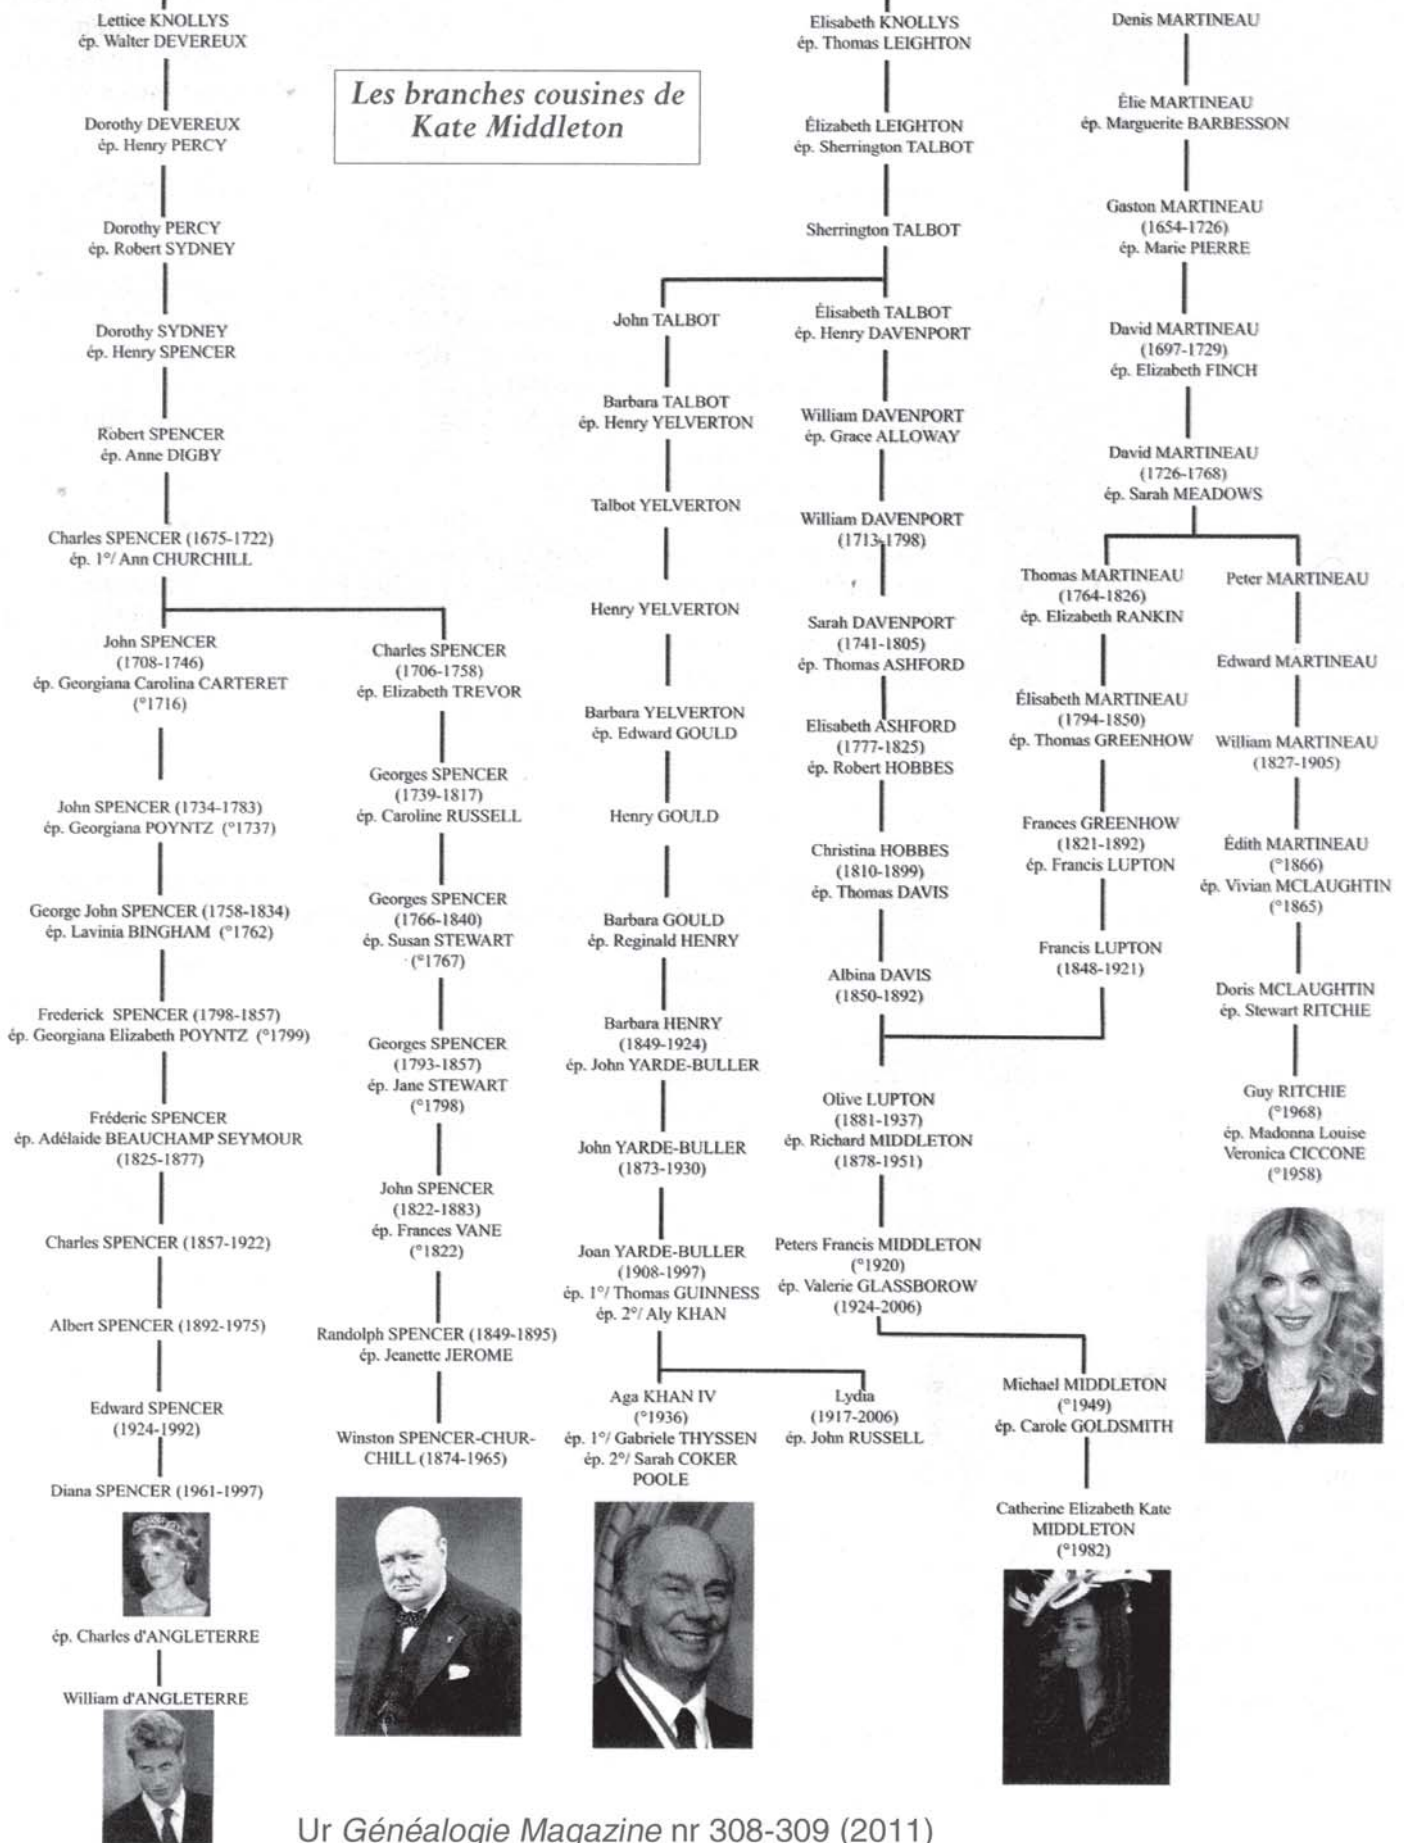 Lettice KNOLLYS
ép. Walter DEVEREUX
Dorothy DEVEREUX
ép. Henry PERCY
Dorothy PERCY
ép. Robert SYDNEY
Dorothy SYDNEY
ép. Henry SPENCER
Robert SPENCER
ép. Anne DIGBY
Charles SPENCER (1675-1722)
ép. 1°/ Ann CHURCHILL
John SPENCER
(1708-1746)
ép. Georgiana Carolina CARTERET
(°1716)
John SPENCER (1734-1783)
ép. Georgiana POYNTZ (°1737)
George John SPENCER (1758-1834)
ép. Lavinia BINGHAM (°1762)
Frederick SPENCER (1798-1857)
ép. Georgiana Elizabeth POYNTZ (°1799)
Fréderic SPENCER
ép. Adélaide BEAUCHAMP SEYMOUR
(1825-1877)
Charles SPENCER (1857-1922)
Albert SPENCER (1892-1975)
Edward SPENCER
(1924-1992)
Diana SPENCER (1961-1997)
ép. Charles d'ANGLETERRE
William d'ANGLETERRE
Les branches cousines de
Kate Middleton
Charles SPENCER
(1706-1758)
ép. Elizabeth TREVOR
Georges SPENCER
(1739-1817)
ép. Caroline RUSSELL
Georges SPENCER
(1766-1840)
ép. Susan STEWART
(°1767)
Georges SPENCER
(1793-1857)
ép. Jane STEWART
(°1798)
John SPENCER
(1822-1883)
ép. Frances VANE
(°1822)
Randolph SPENCER (1849-1895)
ép. Jeanette JEROME
Winston SPENCER-CHUR-
CHILL (1874-1965)
Elisabeth KNOLLYS
ép. Thomas LEIGHTON
Élizabeth LEIGHTON
ép. Sherrington TALBOT
Sherrington TALBOT
John TALBOT
Barbara TALBOT
ép. Henry YELVERTON
Talbot YELVERTON
Henry YELVERTON
Barbara YELVERTON
ép. Edward GOULD
Henry GOULD
Barbara GOULD
ép. Reginald HENRY
Barbara HENRY
(1849-1924)
ép. John YARDE-BULLER
John YARDE-BULLER
(1873-1930)
Joan YARDE-BULLER
(1908-1997)
ép. 1°/ Thomas GUINNESS
ép. 2°/ Aly KHAN
Aga KHAN IV
(°1936)
ép. 1°/ Gabriele THYSSEN
ép. 2°/ Sarah COKER
POOLE
Lydia
(1917-2006)
ép. John RUSSELL
Élisabeth TALBOT
ép. Henry DAVENPORT
William DAVENPORT
ép. Grace ALLOWAY
William DAVENPORT
(1713-1798)
Sarah DAVENPORT
(1741-1805)
ép. Thomas ASHFORD
Elisabeth ASHFORD
(1777-1825)
ép. Robert HOBBES
Christina HOBBES
(1810-1899)
ép. Thomas DAVIS
Albina DAVIS
(1850-1892)
Olive LUPTON
(1881-1937)
ép. Richard MIDDLETON
(1878-1951)
Peters Francis MIDDLETON
(°1920)
ép. Valerie GLASSBOROW
(1924-2006)
Michael MIDDLETON
(°1949)
ép. Carole GOLDSMITH
Catherine Elizabeth Kate
MIDDLETON
(°1982)
Denis MARTINEAU
Élie MARTINEAU
ép. Marguerite BARBESSON
Gaston MARTINEAU
(1654-1726)
ép. Marie PIERRE
David MARTINEAU
(1697-1729)
ép. Elizabeth FINCH
David MARTINEAU
(1726-1768)
ép. Sarah MEADOWS
Thomas MARTINEAU
(1764-1826)
ép. Elizabeth RANKIN
Élisabeth MARTINEAU
(1794-1850)
ép. Thomas GREENHOW
Frances GREENHOW
(1821-1892)
ép. Francis LUPTON
Francis LUPTON
(1848-1921)
Peter MARTINEAU
Edward MARTINEAU
William MARTINEAU
(1827-1905)
Édith MARTINEAU
(°1866)
ép. Vivian MCLAUGHTIN
(°1865)
Doris MCLAUGHTIN
ép. Stewart RITCHIE
Guy RITCHIE
(°1968)
ép. Madonna Louise
Veronica CICCONE
(°1958)
Ur Généalogie Magazine nr 308-309 (2011)